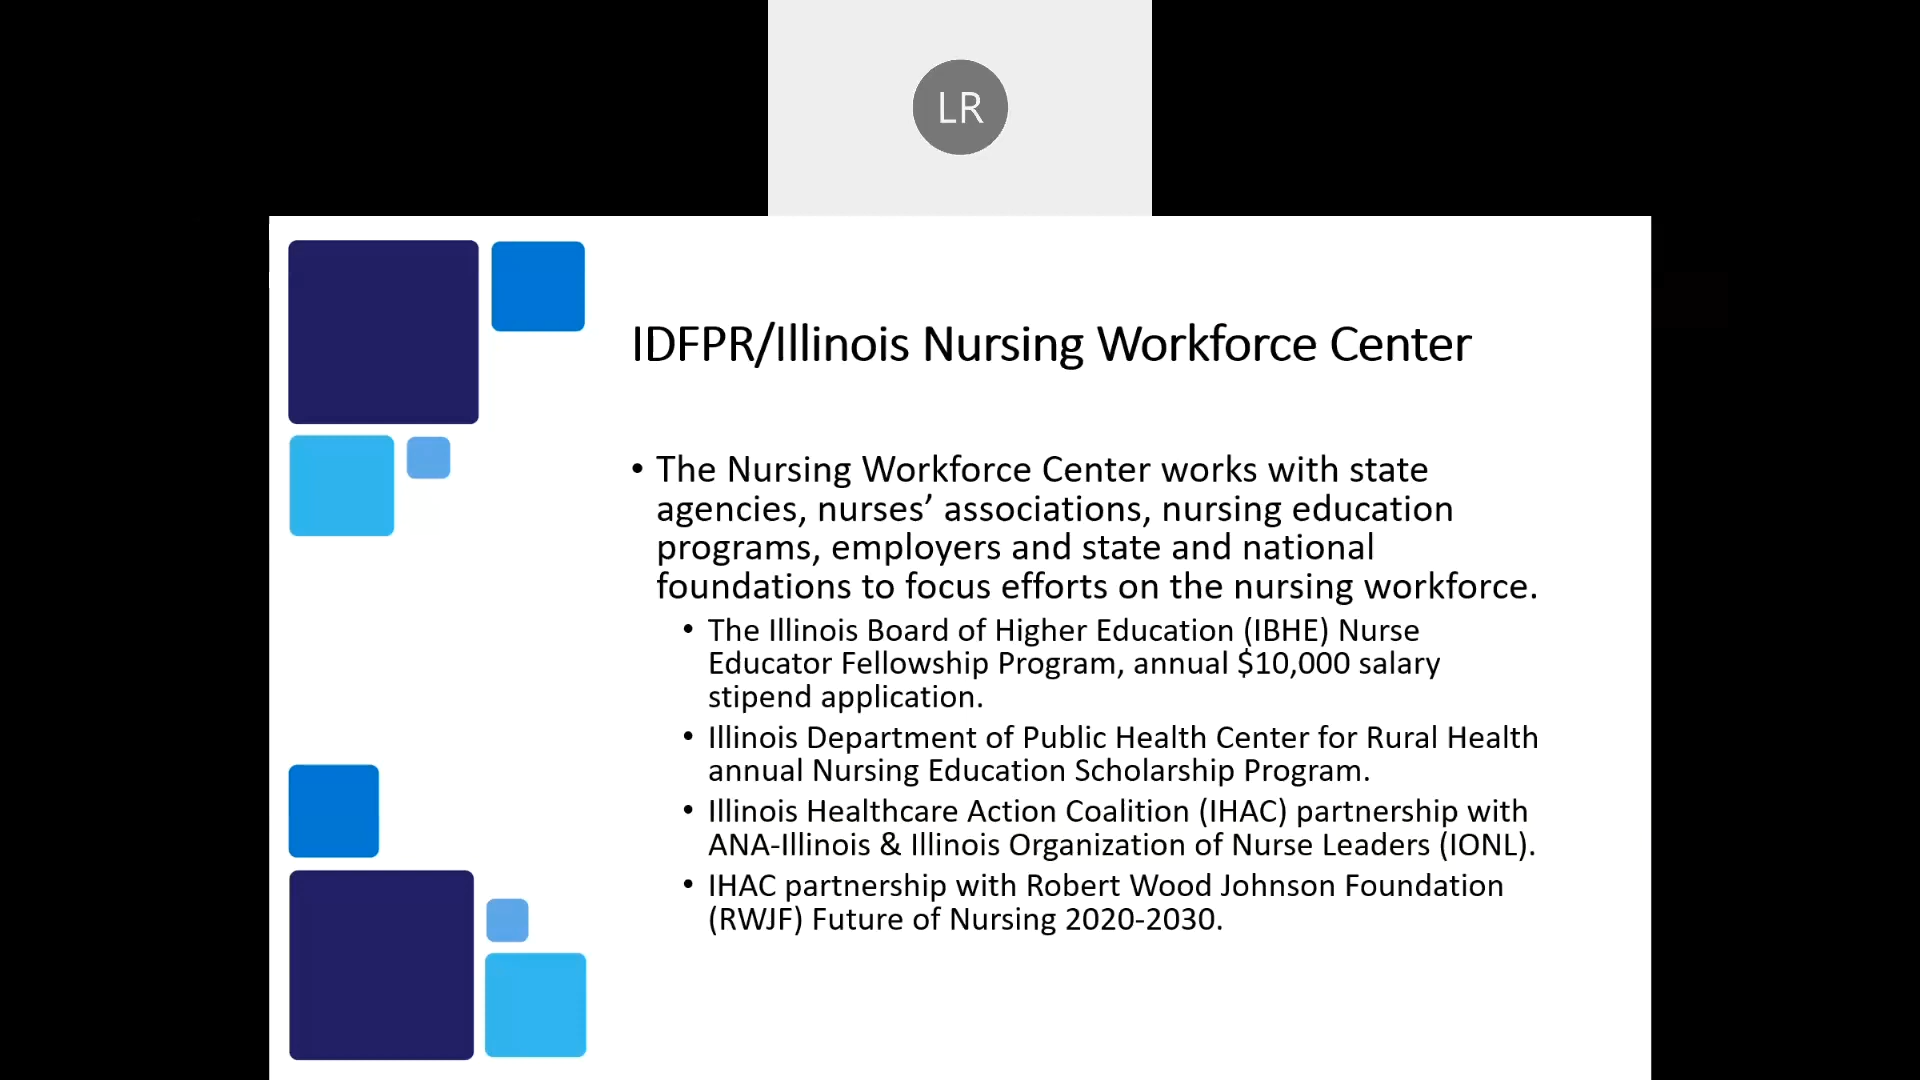 LR
IDFPR/Illinois Nursing Workforce Center
• The Nursing Workforce Center works with state
agencies, nurses’ associations, nursing education
programs, employers and state and national
foundations to focus efforts on the nursing workforce.
• The Illinois Board of Higher Education (IBHE) Nurse
Educator Fellowship Program, annual $10,000 salary
stipend application.
• Illinois Department of Public Health Center for Rural Health
annual Nursing Education Scholarship Program.
• Illinois Healthcare Action Coalition (IHAC) partnership with
ANA-Illinois & Illinois Organization of Nurse Leaders (IONL).
• IHAC partnership with Robert Wood Johnson Foundation
(RWJF) Future of Nursing 2020-2030.